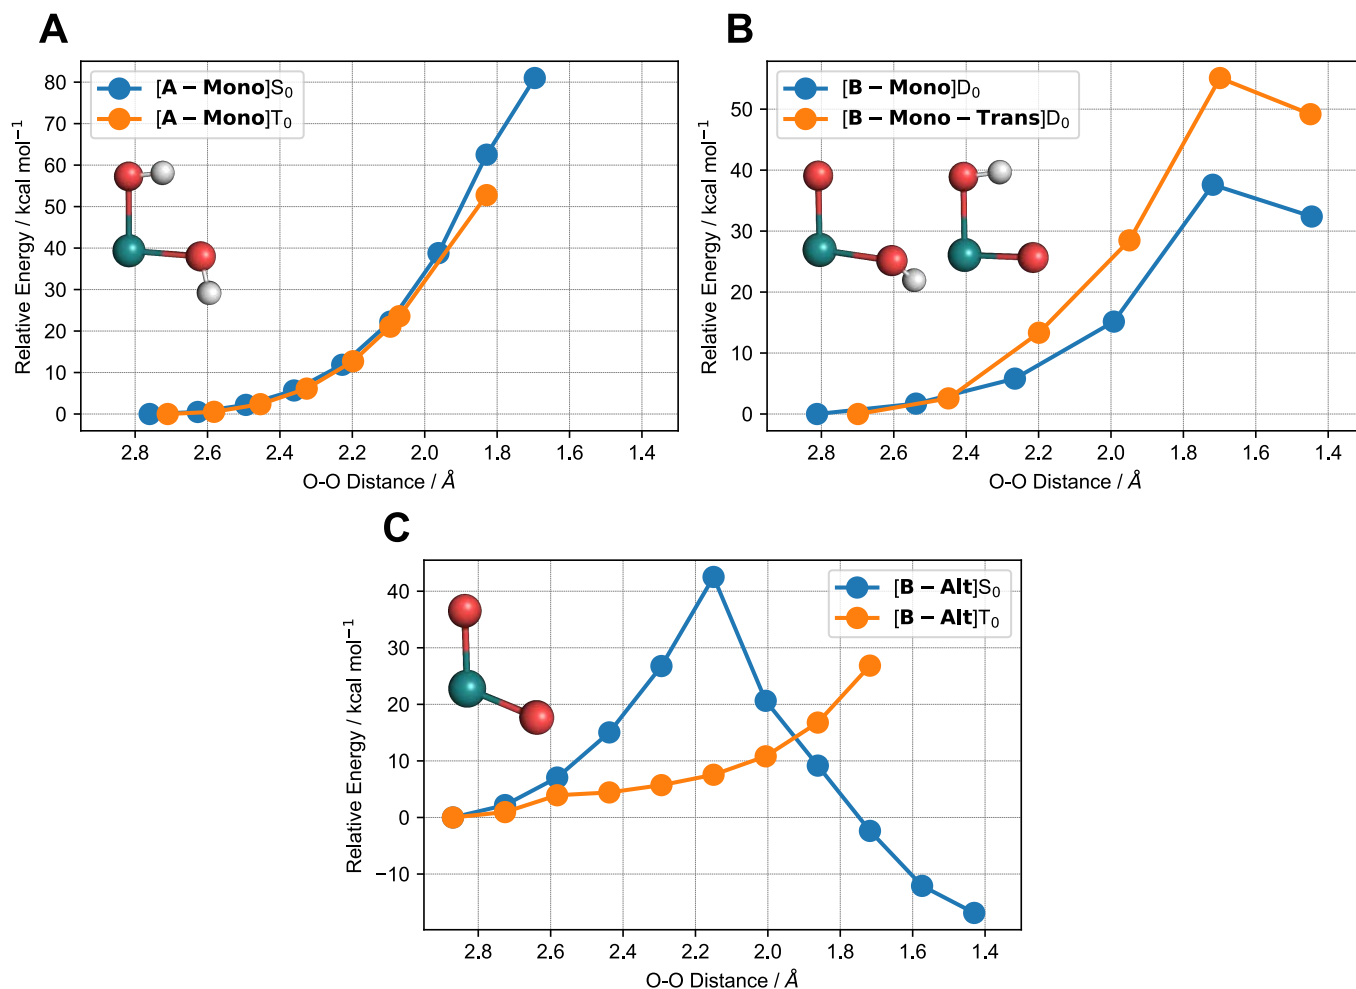 A
Relative Energy / kcal mol⁻¹
[A − Mono]S₀
[A − Mono]T₀
80
70
60
50
40
30
20
10
0
2.8 2.6 2.4 2.2 2.0 1.8 1.6 1.4
O-O Distance / Å
B
Relative Energy / kcal mol⁻¹
[B − Mono]D₀
[B − Mono − Trans]D₀
50
40
30
20
10
0
2.8 2.6 2.4 2.2 2.0 1.8 1.6 1.4
O-O Distance / Å
C
Relative Energy / kcal mol⁻¹
[B − Alt]S₀
[B − Alt]T₀
40
30
20
10
0
−10
2.8 2.6 2.4 2.2 2.0 1.8 1.6 1.4
O-O Distance / Å